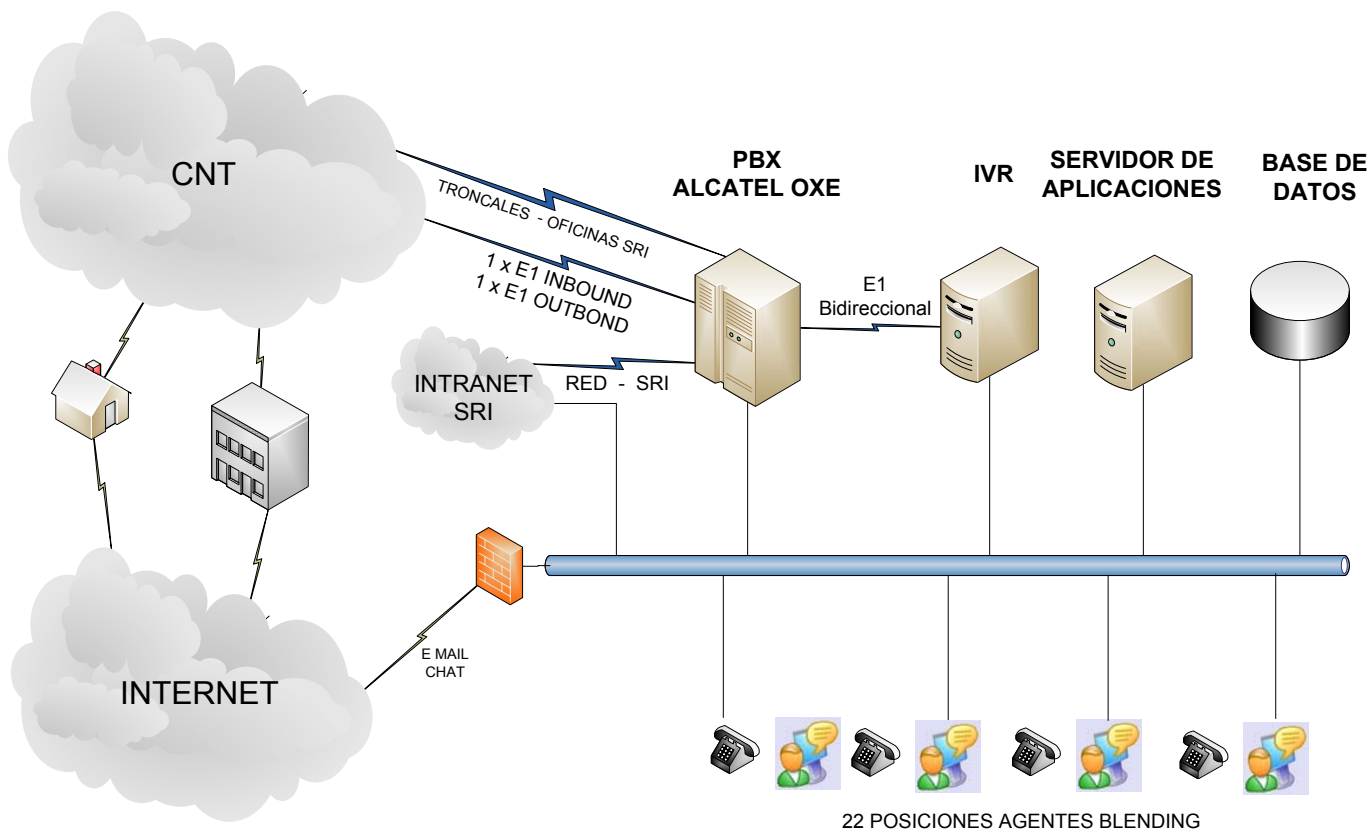 CNT
TRONCALES - OFICINAS SRI
1 x E1 INBOUND
1 x E1 OUTBOND
PBX
ALCATEL OXE
IVR
SERVIDOR DE
APLICACIONES
BASE DE
DATOS
E1
Bidireccional
INTRANET
SRI
RED - SRI
E MAIL
CHAT
INTERNET
22 POSICIONES AGENTES BLENDING